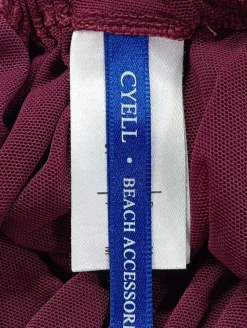 CYELL • BEACH ACCESSORI